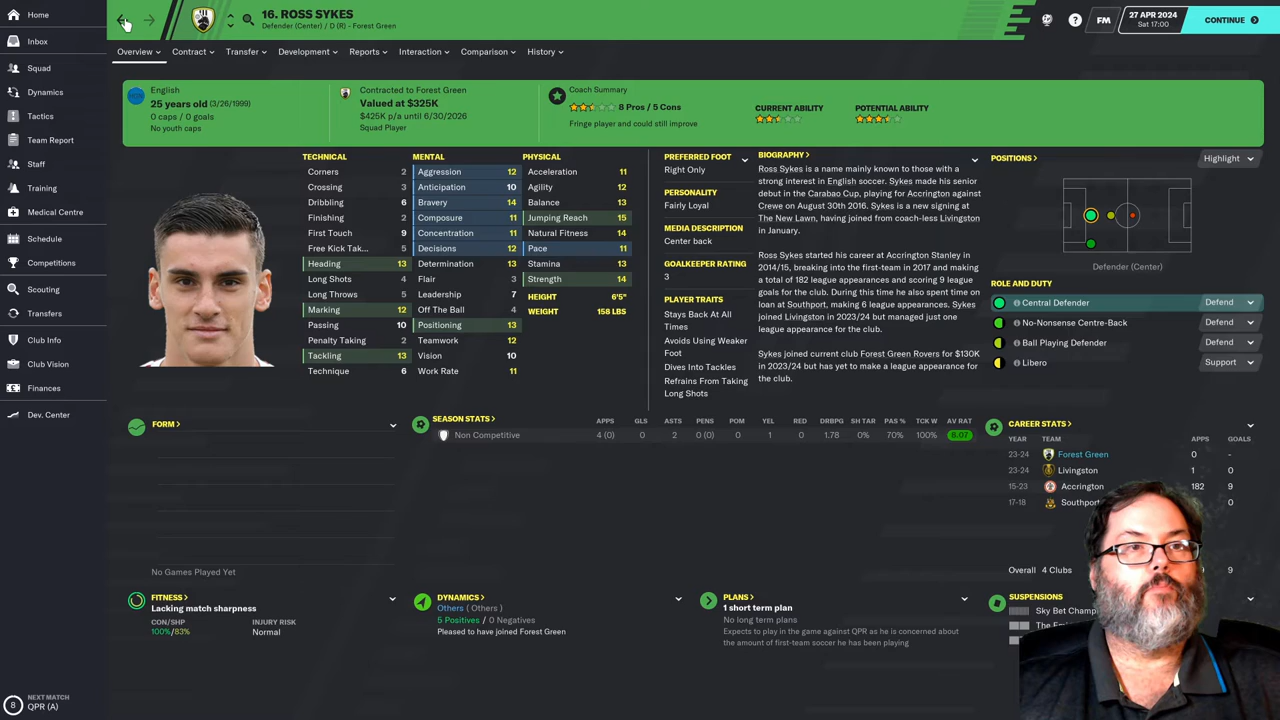 Home
Inbox
Squad
Dynamics
Tactics
Team Report
Staff
Training
Medical Centre
Schedule
Competitions
Scouting
Transfers
Club Info
Club Vision
Finances
Dev. Center
8
NEXT MATCH
QPR (A)
16. ROSS SYKES
Defender (Center) / D (R) - Forest Green
FM
27 APR 2024
Sat 17:00
CONTINUE
Overview
Contract
Transfer
Development
Reports
Interaction
Comparison
History
English
25 years old (3/26/1999)
0 caps / 0 goals
No youth caps
Contracted to Forest Green
Valued at $325K
$425K p/a until 6/30/2026
Squad Player
Coach Summary
8 Pros / 5 Cons
Fringe player and could still improve
CURRENT ABILITY
POTENTIAL ABILITY
TECHNICAL
Corners 2
Crossing 3
Dribbling 6
Finishing 2
First Touch 9
Free Kick Tak... 5
Heading 13
Long Shots 4
Long Throws 5
Marking 12
Passing 10
Penalty Taking 2
Tackling 13
Technique 6
MENTAL
Aggression 12
Anticipation 10
Bravery 14
Composure 11
Concentration 11
Decisions 12
Determination 13
Flair 3
Leadership 7
Off The Ball 4
Positioning 13
Teamwork 12
Vision 10
Work Rate 11
PHYSICAL
Acceleration 11
Agility 12
Balance 13
Jumping Reach 15
Natural Fitness 14
Pace 11
Stamina 13
Strength 14
HEIGHT 6'5"
WEIGHT 158 LBS
PREFERRED FOOT
Right Only
PERSONALITY
Fairly Loyal
MEDIA DESCRIPTION
Center back
GOALKEEPER RATING
3
PLAYER TRAITS
Stays Back At All
Times
Avoids Using Weaker
Foot
Dives Into Tackles
Refrains From Taking
Long Shots
BIOGRAPHY
Ross Sykes is a name mainly known to those with a
strong interest in English soccer. Sykes made his senior
debut in the Carabao Cup, playing for Accrington against
Crewe on August 30th 2016. Sykes is a new signing at
The New Lawn, having joined from coach-less Livingston
in January.
Ross Sykes started his career at Accrington Stanley in
2014/15, breaking into the first-team in 2017 and making
a total of 182 league appearances and scoring 9 league
goals for the club. During this time he also spent time on
loan at Southport, making 6 league appearances. Sykes
joined Livingston in 2023/24 but managed just one
league appearance for the club.
Sykes joined current club Forest Green Rovers for $130K
in 2023/24 but has yet to make a league appearance for
the club.
POSITIONS
Highlight
Defender (Center)
ROLE AND DUTY
Central Defender Defend
No-Nonsense Centre-Back Defend
Ball Playing Defender Defend
Libero Support
FORM
No Games Played Yet
SEASON STATS
APPS GLS ASTS PENS POM YEL RED DRBPG SH TAR PAS % TCK W AV RAT
Non Competitive 4 (0) 0 2 0 (0) 0 1 0 1.78 0% 70% 100% 8.07
CAREER STATS
YEAR TEAM APPS GOALS
23-24 Forest Green 0 -
23-24 Livingston 1 0
15-23 Accrington 182 9
17-18 Southport 0
Overall 4 Clubs 9
FITNESS
Lacking match sharpness
CON/SHP
100%/83%
INJURY RISK
Normal
DYNAMICS
Others ( Others )
5 Positives / 0 Negatives
Pleased to have joined Forest Green
PLANS
1 short term plan
No long term plans
Expects to play in the game against QPR as he is concerned about
the amount of first-team soccer he has been playing
SUSPENSIONS
Sky Bet Champ
The